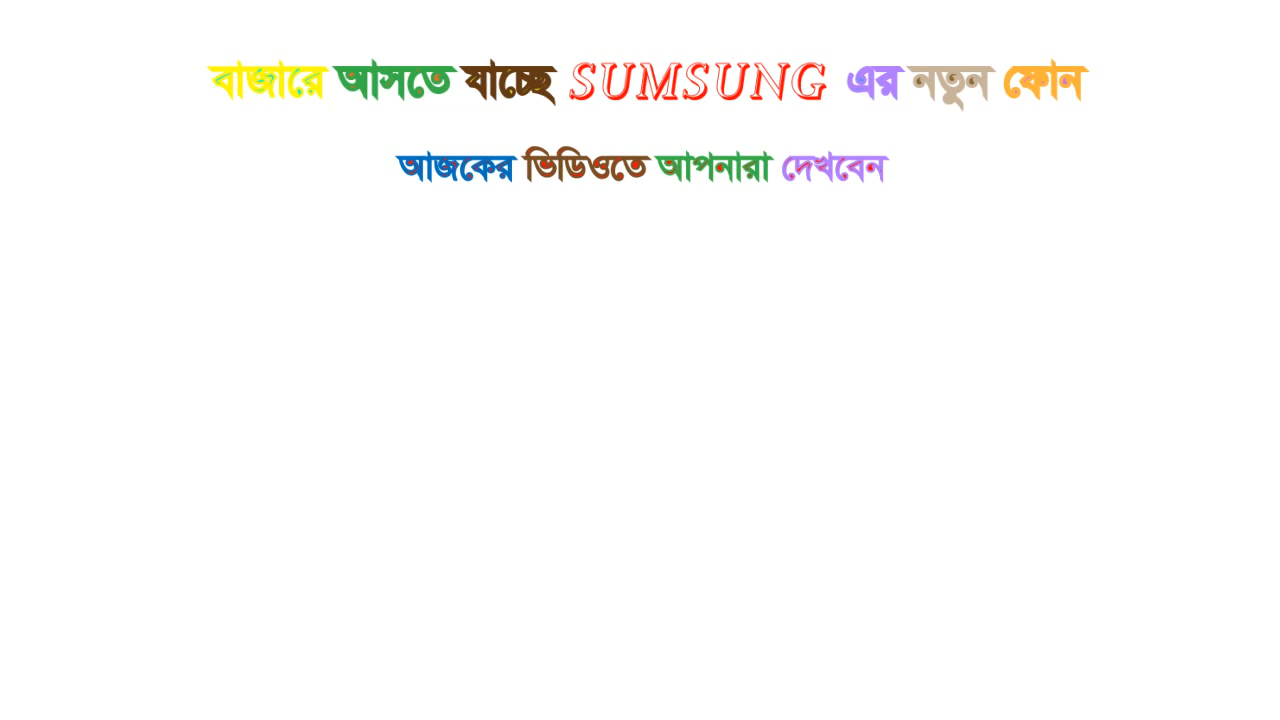 বাজারে আসতে যাচ্ছে SUMSUNG এর নতুন ফোন
আজকের ভিডিওতে আপনারা দেখবেন